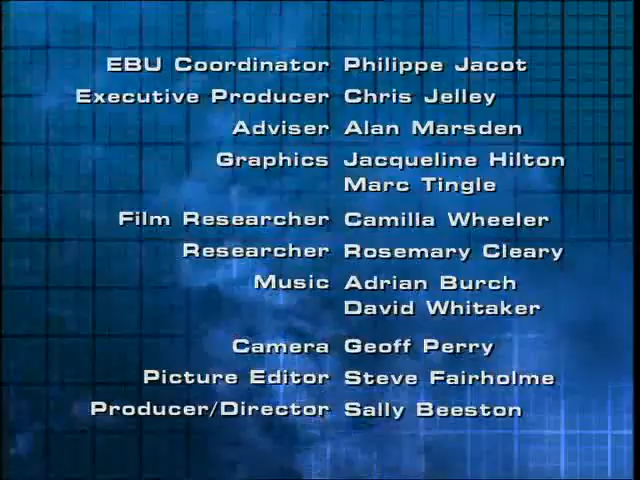 EBU Coordinator Philippe Jacot
Executive Producer Chris Jelley
Adviser Alan Marsden
Graphics Jacqueline Hilton
Marc Tingle
Film Researcher Camilla Wheeler
Researcher Rosemary Cleary
Music Adrian Burch
David Whitaker
Camera Geoff Perry
Picture Editor Steve Fairholme
Producer/Director Sally Beeston